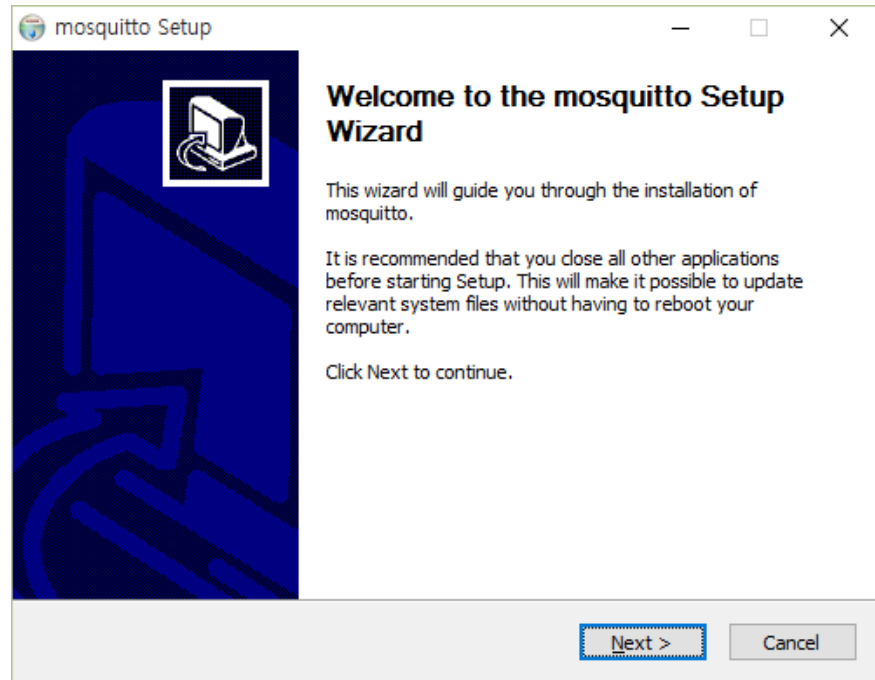 mosquitto Setup
Welcome to the mosquitto Setup
Wizard
This wizard will guide you through the installation of
mosquitto.
It is recommended that you close all other applications
before starting Setup. This will make it possible to update
relevant system files without having to reboot your
computer.
Click Next to continue.
Next >
Cancel